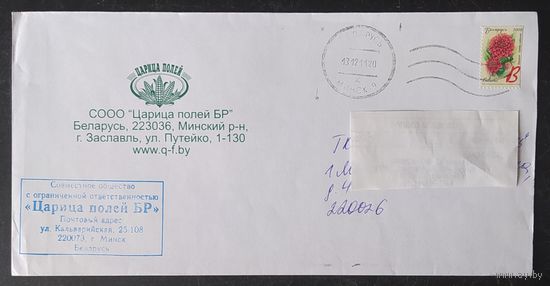 ЦАРИЦА ПОЛЕЙ
СООО "Царица полей БР"
Беларусь, 223036, Минский р-н,
г. Заславль, ул. Путейко, 1-130
www.q-f.by
Совместное общество
с ограниченной ответственностью
«Царица полей БР»
Почтовый адрес
ул. Кальварийская, 25-108
220073, г. Минск
Беларусь
МИНСК
Беларусь
B
г.М
220026